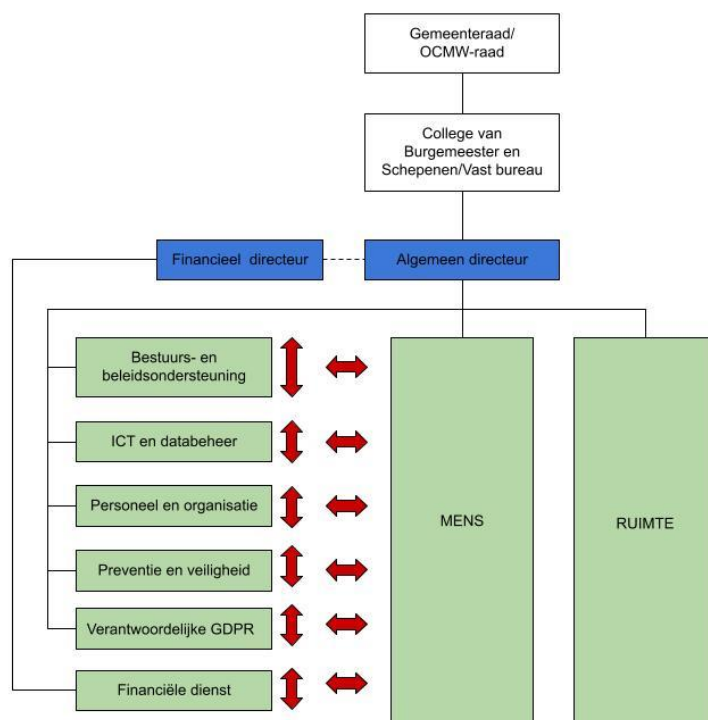 Gemeenteraad/
OCMW-raad
College van
Burgemeester en
Schepenen/Vast bureau
Financieel directeur
Algemeen directeur
Bestuurs- en
beleidsondersteuning
ICT en databeheer
Personeel en organisatie
MENS
RUIMTE
Preventie en veiligheid
Verantwoordelijke GDPR
Financiële dienst